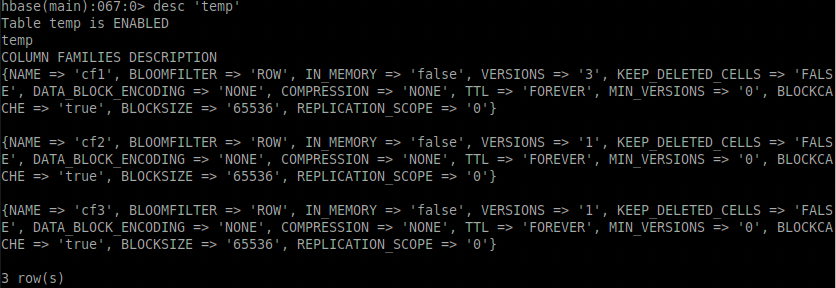 hbase(main):067:0> desc 'temp'
Table temp is ENABLED
temp
COLUMN FAMILIES DESCRIPTION
{NAME => 'cf1', BLOOMFILTER => 'ROW', IN_MEMORY => 'false', VERSIONS => '3', KEEP_DELETED_CELLS => 'FALS
E', DATA_BLOCK_ENCODING => 'NONE', COMPRESSION => 'NONE', TTL => 'FOREVER', MIN_VERSIONS => '0', BLOCKCA
CHE => 'true', BLOCKSIZE => '65536', REPLICATION_SCOPE => '0'}

{NAME => 'cf2', BLOOMFILTER => 'ROW', IN_MEMORY => 'false', VERSIONS => '1', KEEP_DELETED_CELLS => 'FALS
E', DATA_BLOCK_ENCODING => 'NONE', COMPRESSION => 'NONE', TTL => 'FOREVER', MIN_VERSIONS => '0', BLOCKCA
CHE => 'true', BLOCKSIZE => '65536', REPLICATION_SCOPE => '0'}

{NAME => 'cf3', BLOOMFILTER => 'ROW', IN_MEMORY => 'false', VERSIONS => '1', KEEP_DELETED_CELLS => 'FALS
E', DATA_BLOCK_ENCODING => 'NONE', COMPRESSION => 'NONE', TTL => 'FOREVER', MIN_VERSIONS => '0', BLOCKCA
CHE => 'true', BLOCKSIZE => '65536', REPLICATION_SCOPE => '0'}

3 row(s)